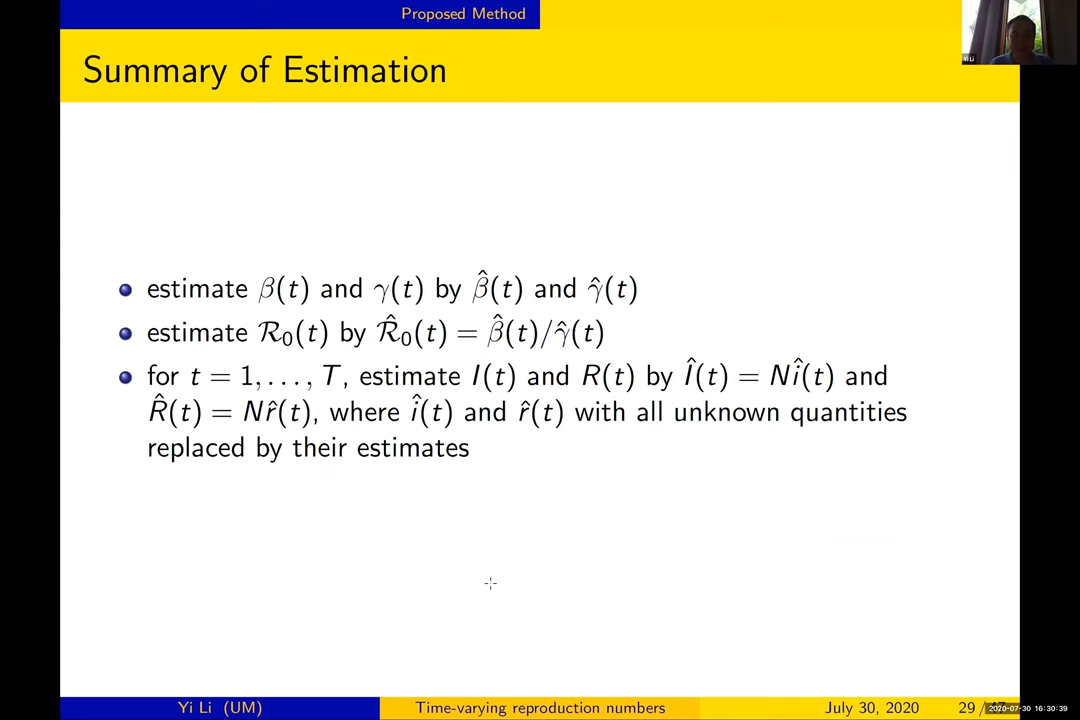 Proposed Method
Summary of Estimation
estimate β(t) and γ(t) by β̂(t) and γ̂(t)
estimate ℛ₀(t) by ℛ̂₀(t) = β̂(t)/γ̂(t)
for t = 1, . . . , T, estimate I(t) and R(t) by Î(t) = Nî(t) and
R̂(t) = Nr̂(t), where î(t) and r̂(t) with all unknown quantities
replaced by their estimates
Yi Li (UM)
Time-varying reproduction numbers
July 30, 2020
29 /
2020-07-30 16:30:39